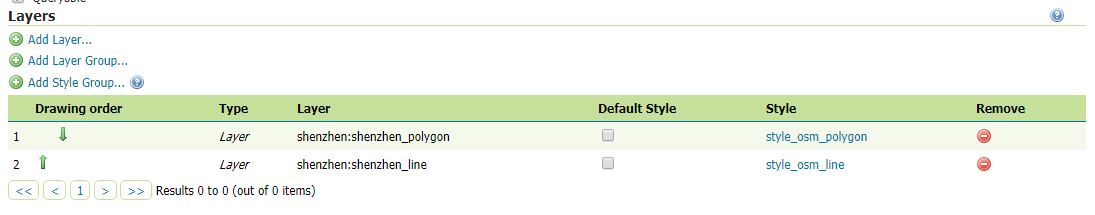 Queryable
Layers
Add Layer...
Add Layer Group...
Add Style Group...
Drawing order Type Layer Default Style Style Remove
1 Layer shenzhen:shenzhen_polygon style_osm_polygon
2 Layer shenzhen:shenzhen_line style_osm_line
<< < 1 > >> Results 0 to 0 (out of 0 items)